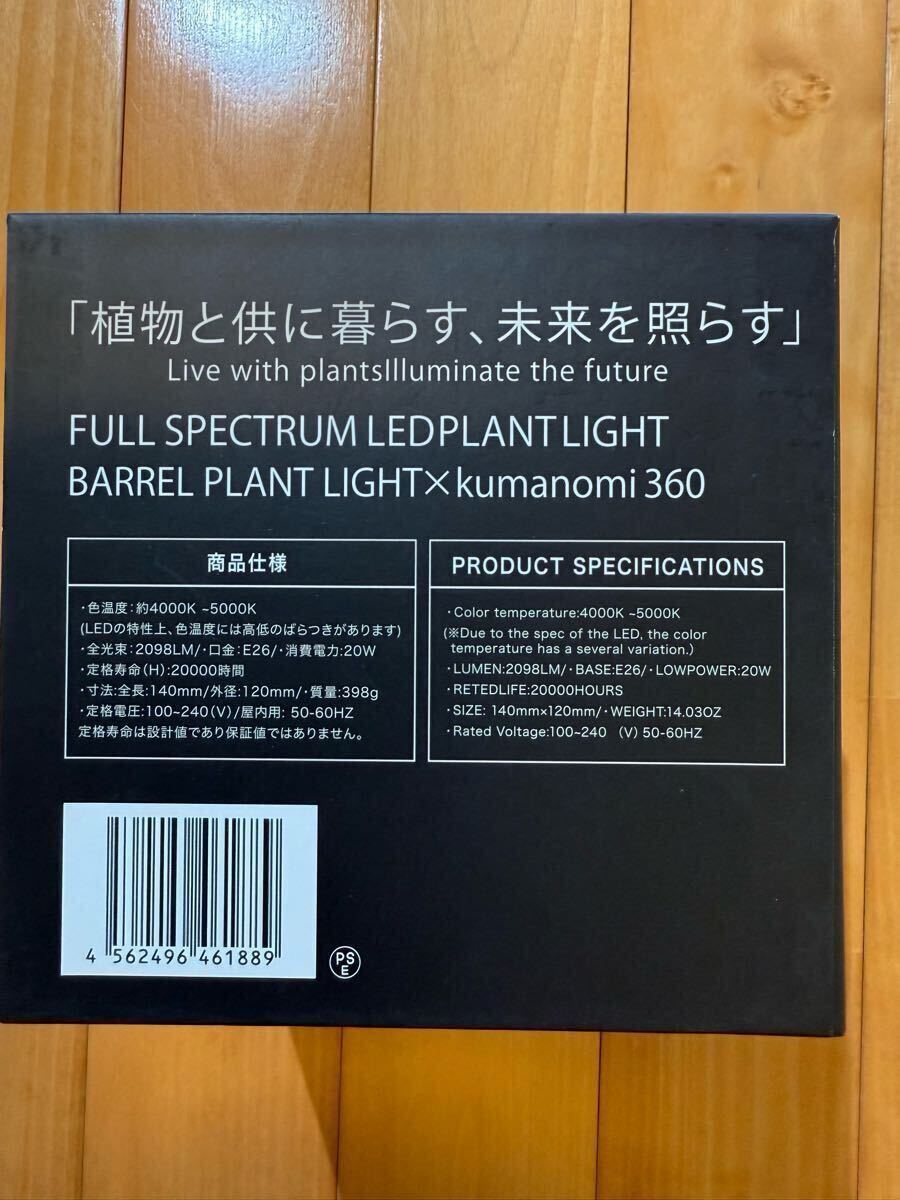 「植物と供に暮らす、未来を照らす」
Live with plantsIlluminate the future
FULL SPECTRUM LEDPLANTLIGHT
BARREL PLANT LIGHT×kumanomi 360
商品仕様
・色温度：約4000K ~5000K
(LEDの特性上、色温度には高低のばらつきがあります)
・全光束：2098LM/・口金：E26/・消費電力：20W
・定格寿命(H)：20000時間
・寸法：全長：140mm/外径：120mm/・質量：398g
・定格電圧：100~240(V)/屋内用: 50-60HZ
定格寿命は設計値であり保証値ではありません。
PRODUCT SPECIFICATIONS
・Color temperature:4000K ~5000K
(※Due to the spec of the LED, the color
temperature has a several variation.)
・LUMEN:2098LM/・BASE:E26/・LOWPOWER:20W
・RETEDLIFE:20000HOURS
・SIZE: 140mm×120mm/・WEIGHT:14.03OZ
・Rated Voltage:100~240 (V) 50-60HZ
4 562496 461889
PS
E